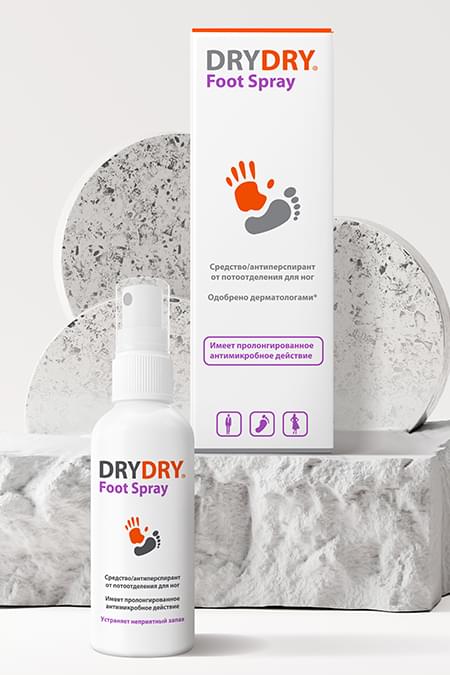 DRYDRY®
Foot Spray
Средство/антиперспирант
от потоотделения для ног
Одобрено дерматологами*
Имеет пролонгированное
антимикробное действие
DRYDRY®
Foot Spray
Средство/антиперспирант
от потоотделения для ног
Имеет пролонгированное
антимикробное действие
Устраняет неприятный запах